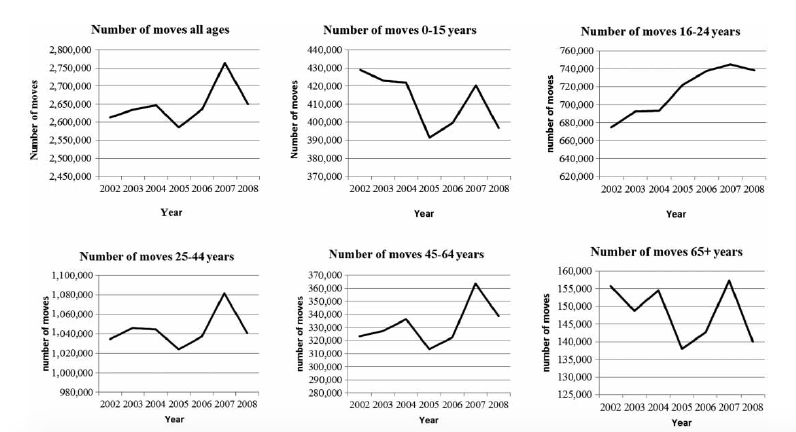 Number of moves all ages
2,800,000
2,750,000
2,700,000
2,650,000
2,600,000
2,550,000
2,500,000
2,450,000
Number of moves
2002 2003 2004 2005 2006 2007 2008
Year
Number of moves 0-15 years
440,000
430,000
420,000
410,000
400,000
390,000
380,000
370,000
Number of moves
2002 2003 2004 2005 2006 2007 2008
Year
Number of moves 16-24 years
760,000
740,000
720,000
700,000
680,000
660,000
640,000
620,000
number of moves
2002 2003 2004 2005 2006 2007 2008
Year
Number of moves 25-44 years
1,100,000
1,080,000
1,060,000
1,040,000
1,020,000
1,000,000
980,000
number of moves
2002 2003 2004 2005 2006 2007 2008
Year
Number of moves 45-64 years
370,000
360,000
350,000
340,000
330,000
320,000
310,000
300,000
290,000
280,000
number of moves
2002 2003 2004 2005 2006 2007 2008
Year
Number of moves 65+ years
160,000
155,000
150,000
145,000
140,000
135,000
130,000
125,000
number of moves
2002 2003 2004 2005 2006 2007 2008
Year